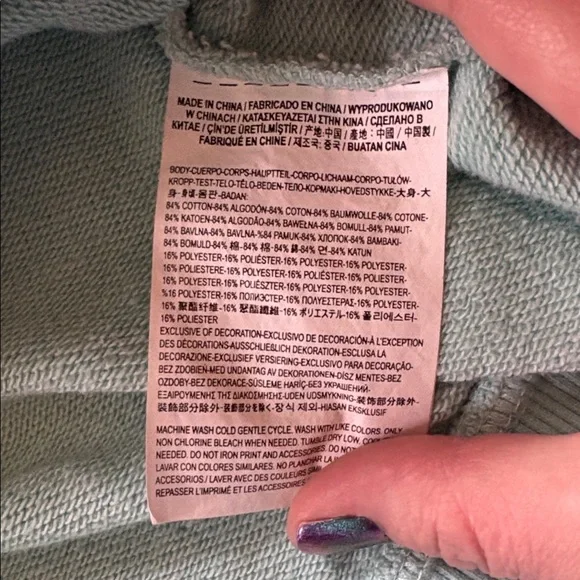 MADE IN CHINA / FABRICADO EN CHINA / WYPRODUKOWANO
W CHINACH / ΚΑΤΑΣΚΕΥΑΖΕΤΑΙ ΣΤΗΝ ΚΙΝΑ / СДЕЛАНО В
КИТАЕ / ÇİN'DE ÜRETİLMİŞTİR / 产地:中国 / 產地:中國 / 中国製 /
FABRIQUÉ EN CHINE / 제조국: 중국 / BUATAN CINA
BODY-CUERPO-CORPS-HAUPTTEIL-CORPO-LICHAAM-CORPO-TUŁÓW-
KROPP-TEST-TELO-TĚLO-BEDEN-ТЕЛО-ΚΟΡΜΑΚΙ-HOVEDSTYKKE-大身-大
身-身頃-몸판-BADAN:
84% COTTON-84% ALGODÓN-84% COTON-84% BAUMWOLLE-84% COTONE-
84% KATOEN-84% ALGODÃO-84% BAWEŁNA-84% BOMULL-84% PAMUT-
84% BAVLNA-84% BAVLNA-%84 PAMUK-84% ХЛОПОК-84% ΒΑΜΒΑΚΙ-
84% BOMULD-84% 棉-84% 棉-84% 綿-84% 면-84% KATUN
16% POLYESTER-16% POLIÉSTER-16% POLYESTER-16% POLYESTER-
16% POLIESTERE-16% POLYESTER-16% POLIÉSTER-16% POLIESTER-
16% POLYESTER-16% POLIÉSZTER-16% POLYESTER-16% POLYESTER-
%16 POLYESTER-16% ПОЛИЭСТЕР-16% ΠΟΛΥΕΣΤΕΡΑΣ-16% POLYESTER-
16% 聚酯纤维-16% 聚酯纖維-16% ポリエステル-16% 폴리에스터-
16% POLIESTER
EXCLUSIVE OF DECORATION-EXCLUSIVO DE DECORACIÓN-À L'EXCEPTION
DES DÉCORATIONS-AUSSCHLIEßLICH DEKORATION-ESCLUSA LA
DECORAZIONE-EXCLUSIEF VERSIERING-EXCLUSIVO PARA DECORAÇÃO-
BEZ ZDOBIEŃ-MED UNDANTAG AV DEKORATIONEN-DÍSZ MENTES-BEZ
OZDOBY-BEZ DEKORACE-SÜSLEME HARİÇ-БЕЗ УКРАШЕНИЙ-
ΕΞΑΙΡΟΥΜΕΝΗΣ ΤΗΣ ΔΙΑΚΟΣΜΗΣΗΣ-UDEN UDSMYKNING-装饰部分除外-
裝飾部分除外-装飾部分を除く-장식 제외-HIASAN EKSKLUSIF
MACHINE WASH COLD GENTLE CYCLE. WASH WITH LIKE COLORS. ONLY
NON CHLORINE BLEACH WHEN NEEDED. TUMBLE DRY LOW. COOL
NEEDED. DO NOT IRON PRINT AND ACCESSORIES. DO NOT
LAVAR CON COLORES SIMILARES. NO PLANCHAR LA
ACCESORIOS / LAVER AVEC DES COULEURS
REPASSER L'IMPRIMÉ ET LES ACCESSOIRES